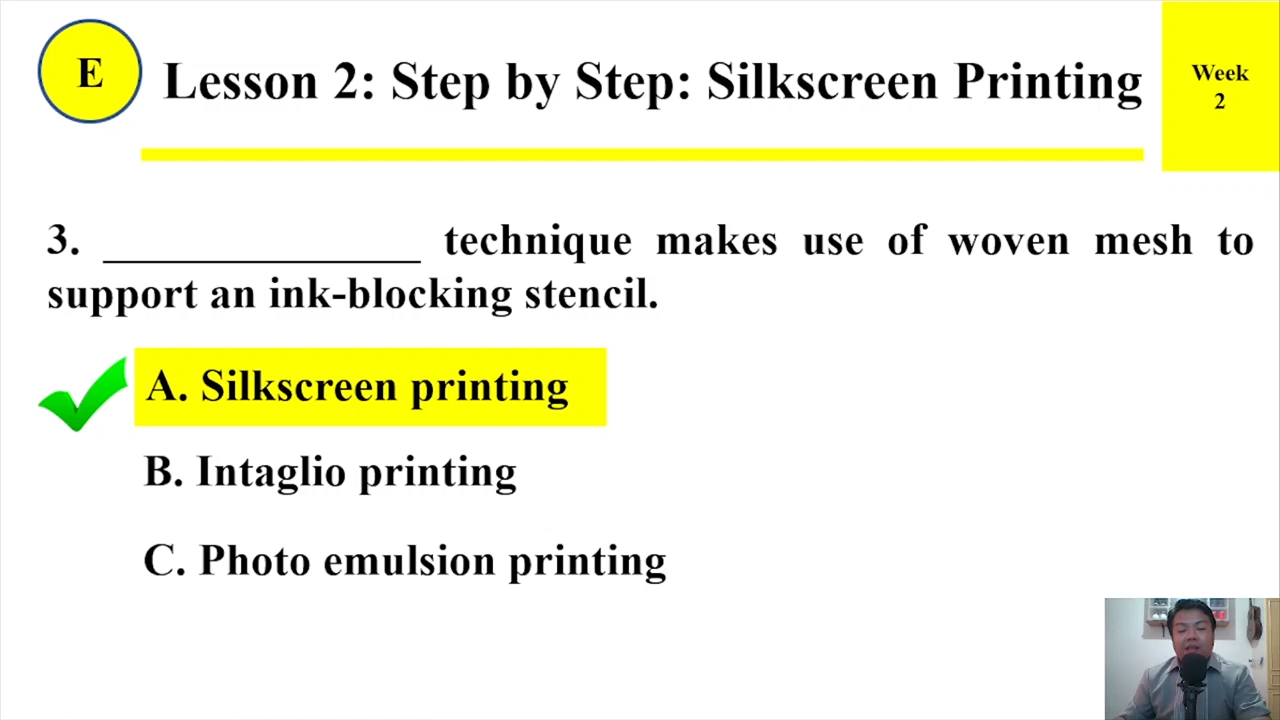 E
Lesson 2: Step by Step: Silkscreen Printing
Week
2
3. _______________ technique makes use of woven mesh to
support an ink-blocking stencil.
A. Silkscreen printing
B. Intaglio printing
C. Photo emulsion printing